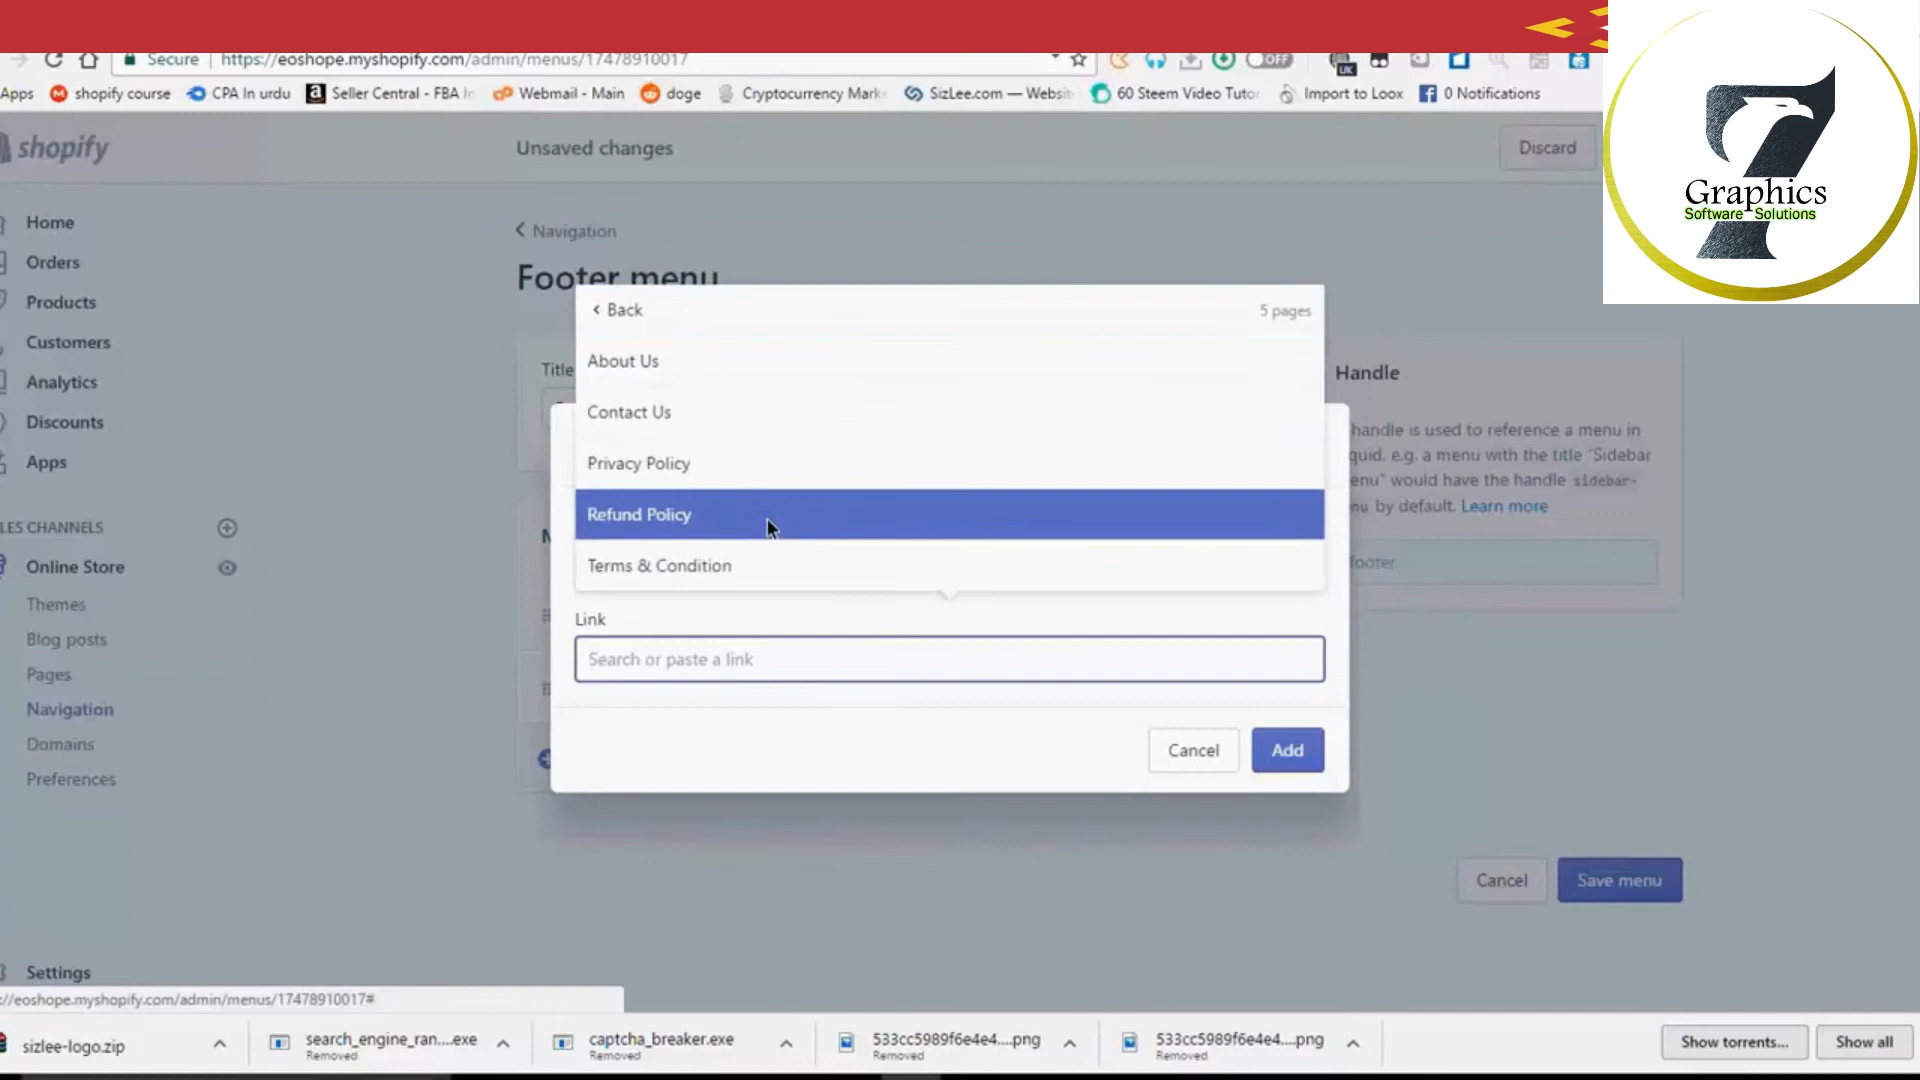 Secure | https://eoshope.myshopify.com/admin/menus/17478910017
OFF
UK
Apps
shopify course
CPA In urdu
Seller Central - FBA
Webmail - Main
doge
Cryptocurrency Mark
SizLee.com — Websit
60 Steem Video Tuto
Import to Loox
0 Notifications
Graphics
Software Solutions
shopify
Unsaved changes
Discard
Home
Orders
Products
Customers
Analytics
Discounts
Apps
LES CHANNELS
Online Store
Themes
Blog posts
Pages
Navigation
Domains
Preferences
Settings
Navigation
Footer menu
Title
Back
5 pages
About Us
Contact Us
Privacy Policy
Refund Policy
Terms & Condition
Link
Search or paste a link
Cancel
Add
Handle
handle is used to reference a menu in
quid. e.g. a menu with the title "Sidebar
enu" would have the handle sidebar-
nu by default. Learn more
footer
Cancel
Save menu
://eoshope.myshopify.com/admin/menus/17478910017#
sizlee-logo.zip
search_engine_ran....exe
Removed
captcha_breaker.exe
Removed
533cc5989f6e4e4....png
Removed
533cc5989f6e4e4....png
Removed
Show torrents...
Show all